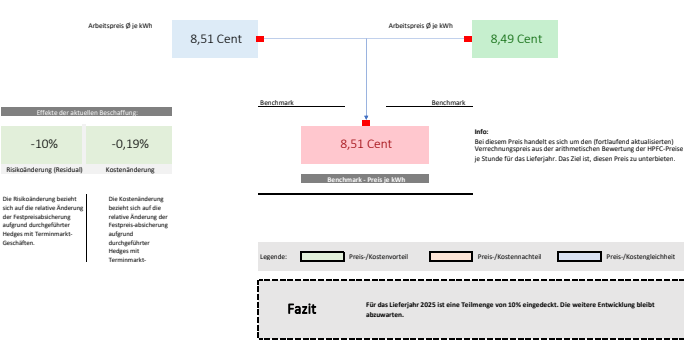 Arbeitspreis Ø je kWh
8,51 Cent
Arbeitspreis Ø je kWh
8,49 Cent
Benchmark
Benchmark
8,51 Cent
Benchmark - Preis je kWh
Info:
Bei diesem Preis handelt es sich um den (fortlaufend aktualisierten)
Verrechnungspreis aus der arithmetischen Bewertung der HPFC-Preise
je Stunde für das Lieferjahr. Das Ziel ist, diesen Preis zu unterbieten.
Effekte der aktuellen Beschaffung:
-10%
-0,19%
Risikoänderung (Residual)
Kostenänderung
Die Risikoänderung bezieht
sich auf die relative Änderung
der Festpreisabsicherung
aufgrund durchgeführter
Hedges mit Terminmarkt-
Geschäften.
Die Kostenänderung
bezieht sich auf die
relative Änderung der
Festpreis-absicherung
aufgrund
durchgeführter
Hedges mit
Terminmarkt-
Legende:
Preis-/Kostenvorteil
Preis-/Kostennachteil
Preis-/Kostengleichheit
Fazit
Für das Lieferjahr 2025 ist eine Teilmenge von 10% eingedeckt. Die weitere Entwicklung bleibt
abzuwarten.